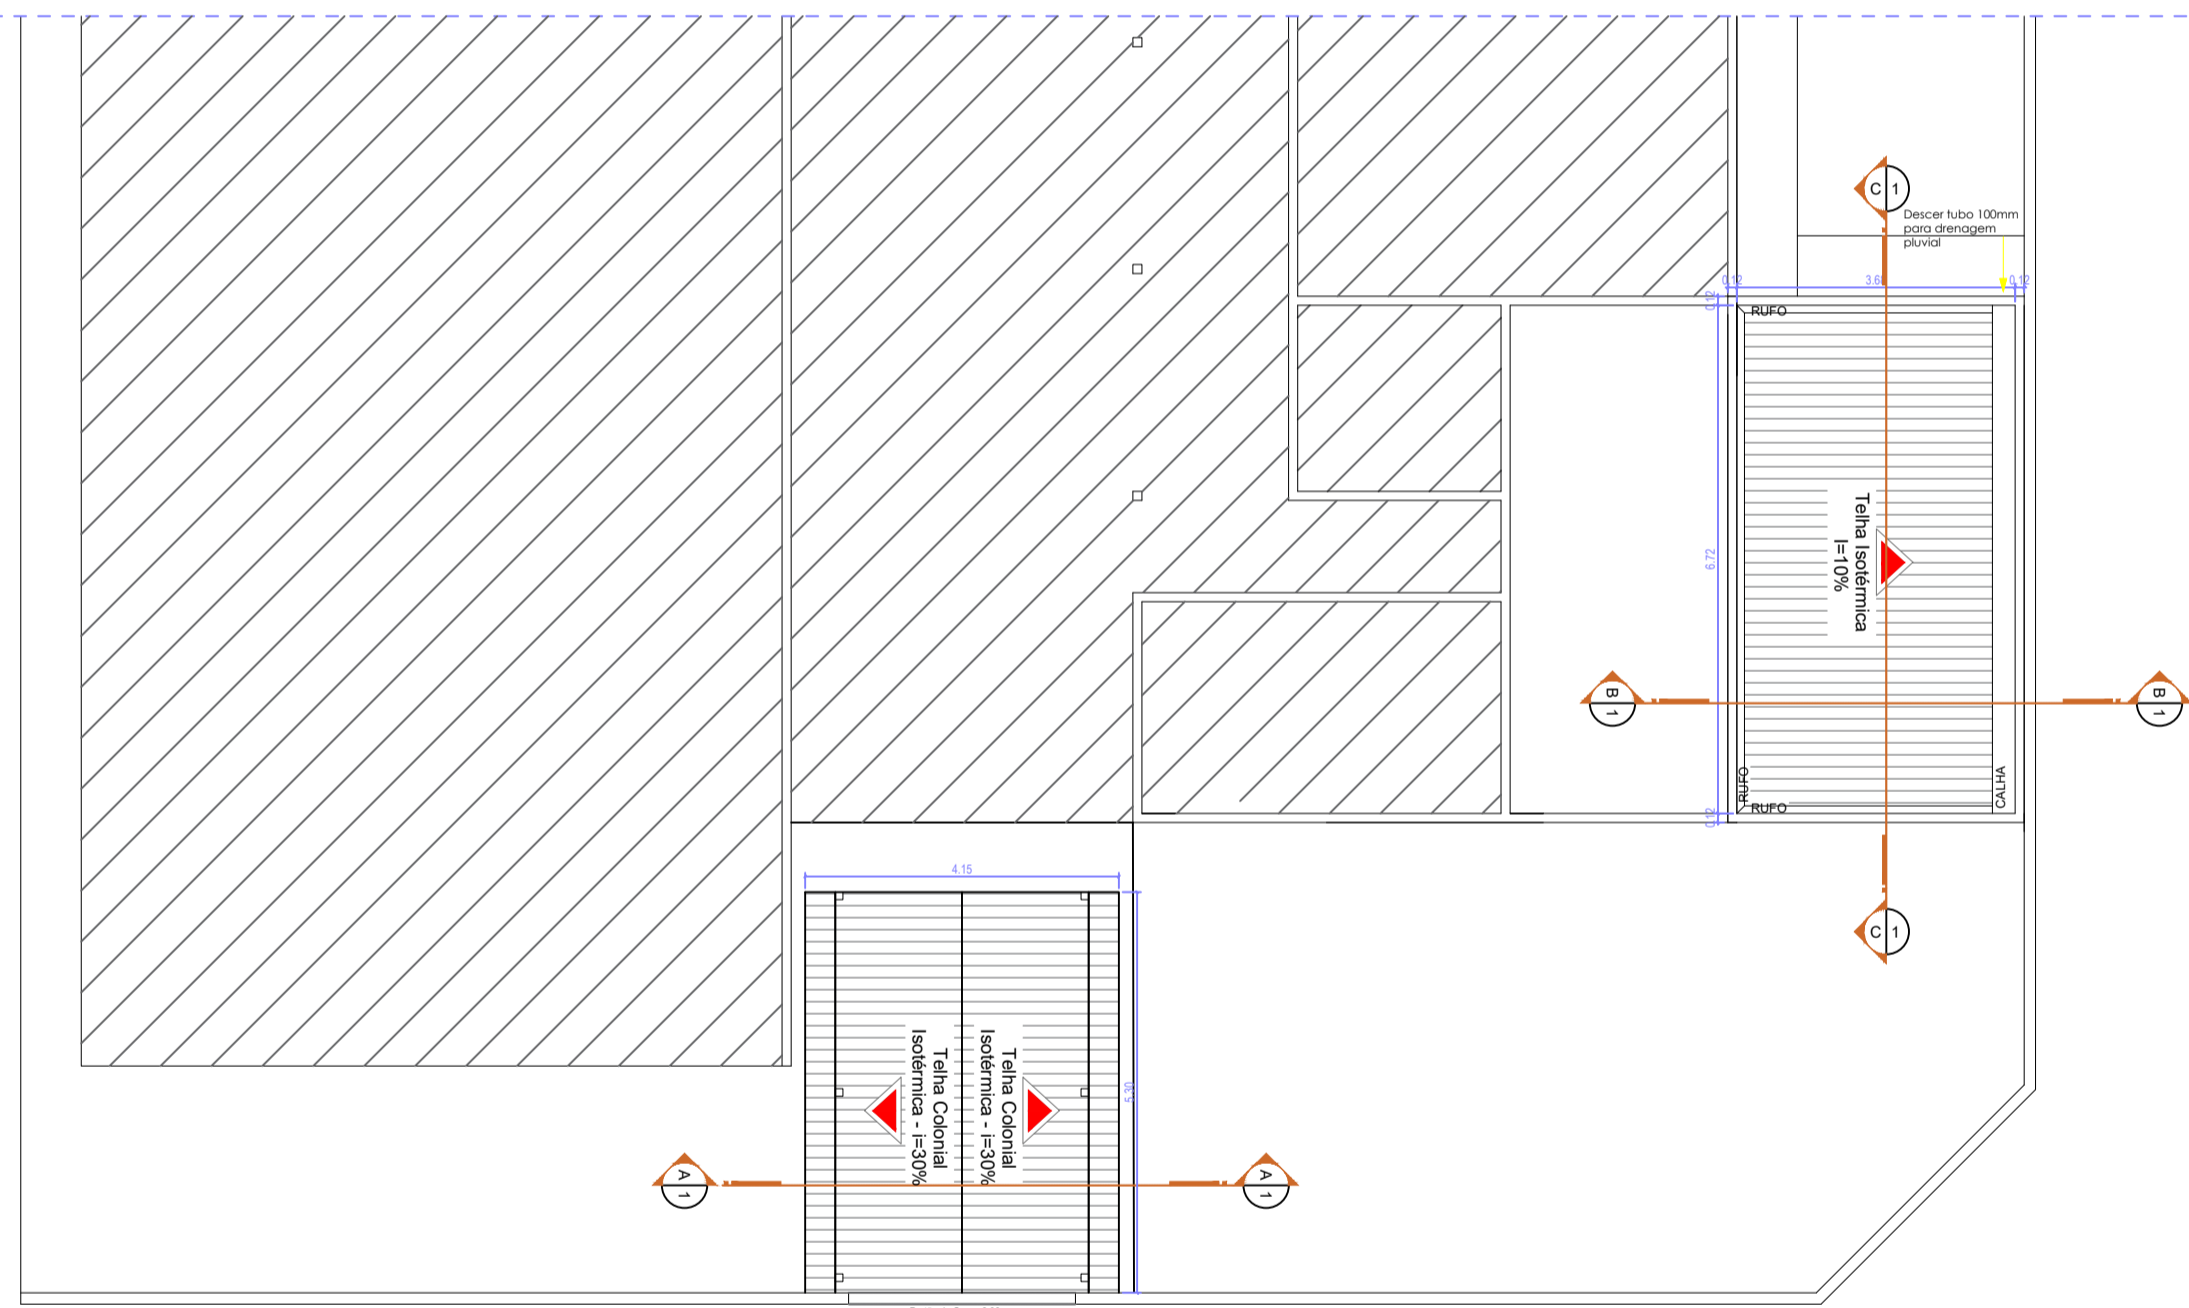 C 1
Descer tubo 100mm
para drenagem
pluvial
0.12
0.12
0.12
RUFO
Telha Isotérmica
I=10%
6.72
B
1
B
1
RUFO
CALHA
RUFO
0.12
4.15
C 1
Telha Colonial
Isotérmica - i=30%
Telha Colonial
Isotérmica - i=30%
5.30
A
1
A
1